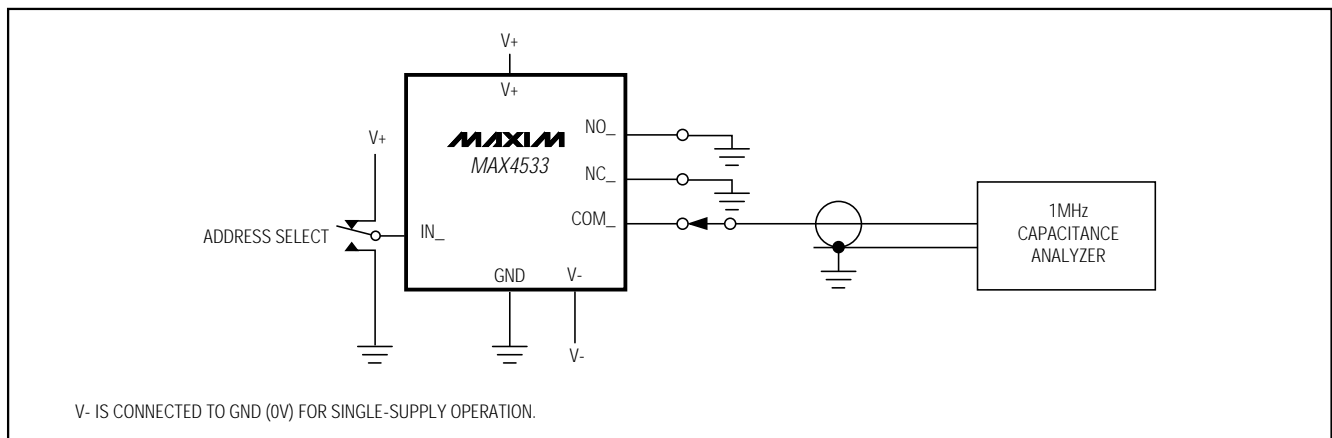 V+
V+
MAXIM
MAX4533
V+
NO_
NC_
COM_
ADDRESS SELECT
IN_
GND
V-
V-
1MHz
CAPACITANCE
ANALYZER
V- IS CONNECTED TO GND (0V) FOR SINGLE-SUPPLY OPERATION.